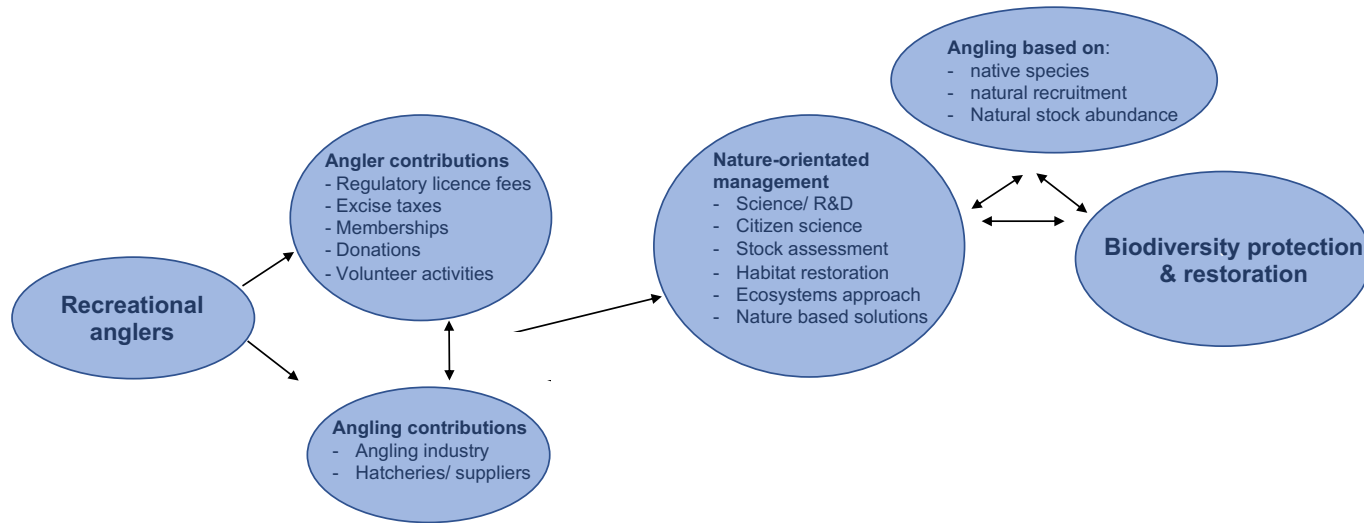 Recreational
anglers
Angler contributions
- Regulatory licence fees
- Excise taxes
- Memberships
- Donations
- Volunteer activities
Angling contributions
- Angling industry
- Hatcheries/ suppliers
Nature-orientated
management
- Science/ R&D
- Citizen science
- Stock assessment
- Habitat restoration
- Ecosystems approach
- Nature based solutions
Angling based on:
- native species
- natural recruitment
- Natural stock abundance
Biodiversity protection
& restoration